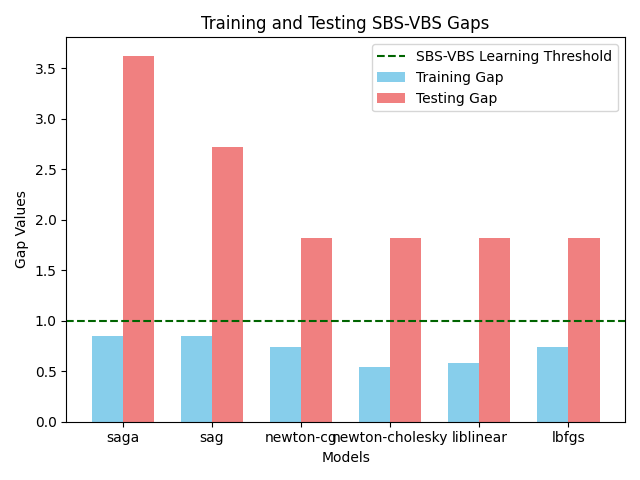 Training and Testing SBS-VBS Gaps
SBS-VBS Learning Threshold
Training Gap
Testing Gap
Gap Values
3.5
3.0
2.5
2.0
1.5
1.0
0.5
0.0
saga sag newton-cg newton-cholesky liblinear lbfgs
Models